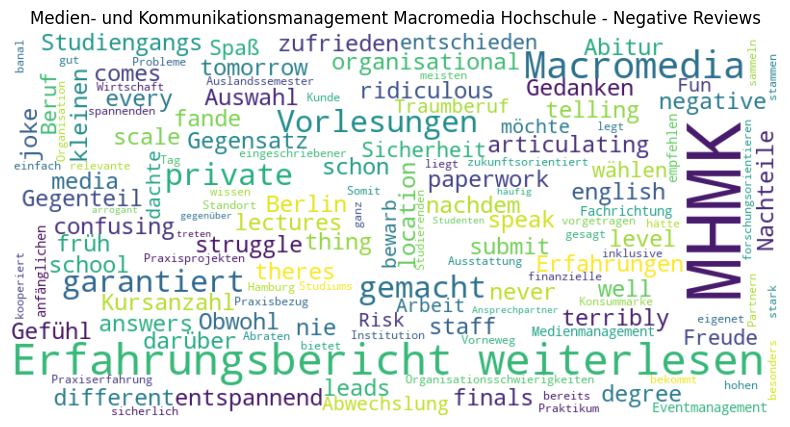 Medien- und Kommunikationsmanagement Macromedia Hochschule - Negative Reviews
banal
Studiengangs
gut
Probleme
Spaß
zufrieden
entschieden
Abitur
sammeln
stammen
comes
tomorrow
organisational
Macromedia
Wirtschaft
Auslandssemester
meisten
Gedanken
Fun
Beruf
Organisation
kleinen
spannenden
every
Auswahl
Kunde
ridiculous
Traumberuf
telling
negative
joke
scale
fande
Vorlesungen
möchte
articulating
legt
einfach
relevante
Tag
Gegensatz
eingeschriebener
Sicherheit
empfehlen
forschungsorientieren
MHMK
Nachteile
dachte
private
schon
liegt
zukunftsorientiert
wählen
media
wissen
Somit
paperwork
english
Gegenteil
arrogant
Standort
Berlin
bewarb
location
Studierenden
nachdem
Fachrichtung
confusing
gegenüber
lectures
ganz
speak
Studenten
vorgetragen
hatte
anfänglichen
früh
treten
struggle
thing
häufig
submit
gesagt
level
kooperiert
school
Praxisprojekten
theres
Ausstattung
inklusive
Erfahrungen
garantiert
Hamburg
Studiums
gemacht
never
well
finanzielle
Partnern
stark
Kursanzahl
Praxisbezug
Arbeit
Ansprechpartner
Konsummarke
Gefühl
answers
Obwohl
nie
Risk
staff
terribly
eigenet
darüber
Abraten
bietet
Institution
Vorneweg
Medienmanagement
Freude
Erfahrungsbericht weiterlesen
Praxiserfahrung
leads
Organisationsschwierigkeiten
bekommt
hohen
besonders
different
entspannend
Abwechslung
finals
bereits
degree
sicherlich
Praktikum
Eventmanagement